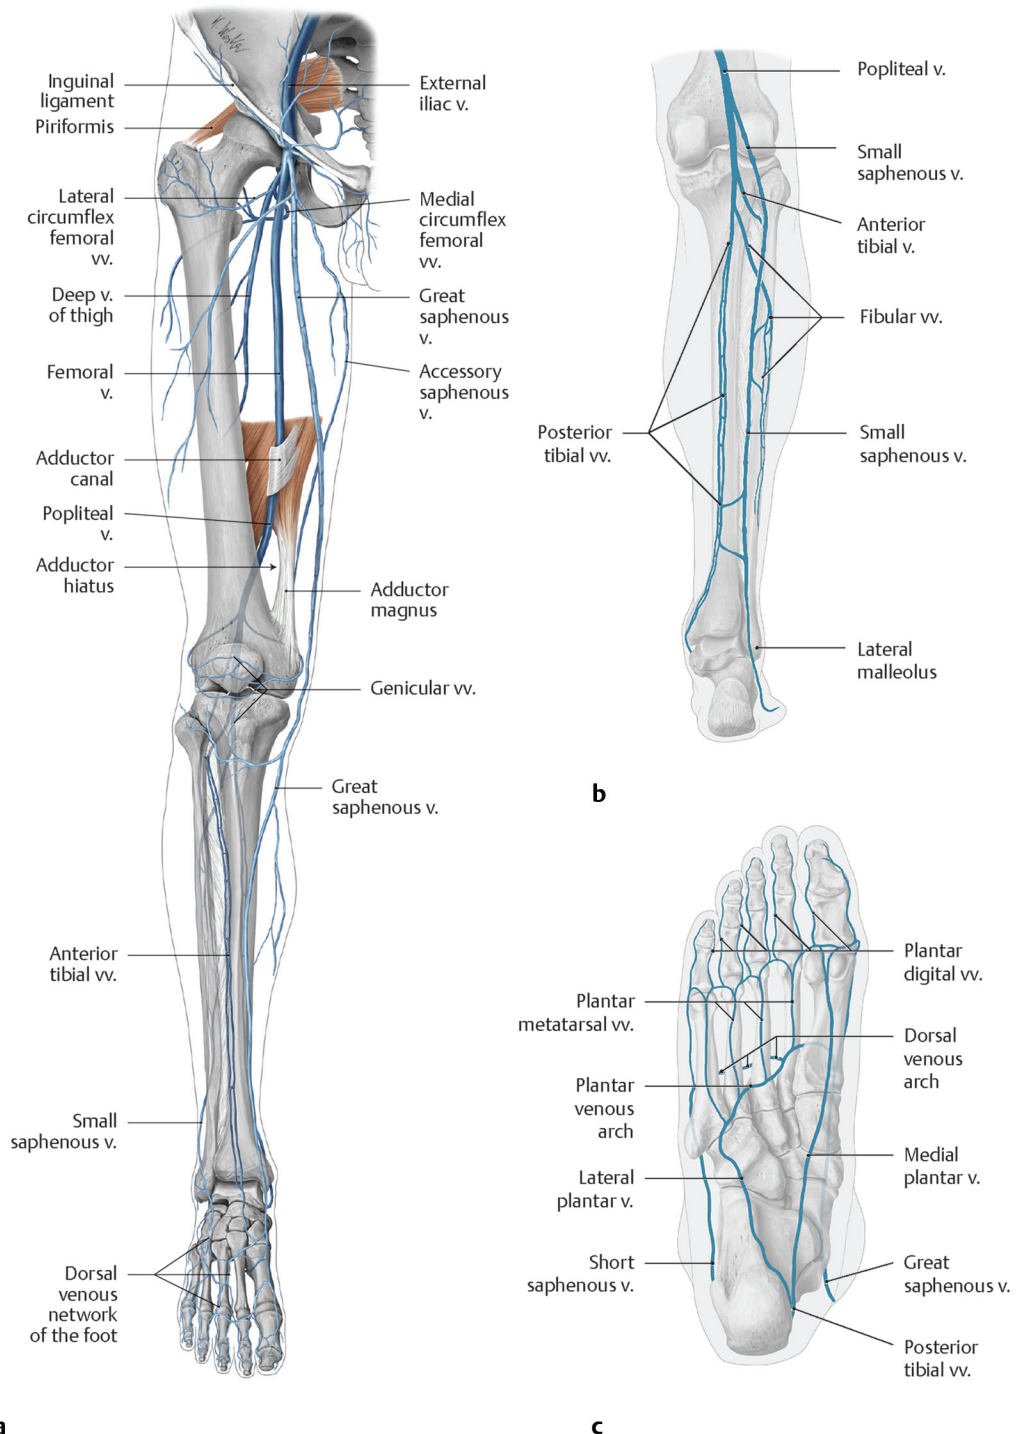 Inguinal
ligament
Piriformis
External
iliac v.
Lateral
circumflex
femoral
vv.
Medial
circumflex
femoral
vv.
Deep v.
of thigh
Great
saphenous
v.
Femoral
v.
Accessory
saphenous
v.
Adductor
canal
Popliteal
v.
Adductor
hiatus
Adductor
magnus
Genicular vv.
Great
saphenous v.
Anterior
tibial vv.
Small
saphenous v.
Dorsal
venous
network
of the foot
a
Popliteal v.
Small
saphenous v.
Anterior
tibial v.
Fibular vv.
Posterior
tibial vv.
Small
saphenous v.
Lateral
malleolus
b
Plantar
digital vv.
Plantar
metatarsal vv.
Dorsal
venous
arch
Plantar
venous
arch
Medial
plantar v.
Lateral
plantar v.
Short
saphenous v.
Great
saphenous v.
Posterior
tibial vv.
c